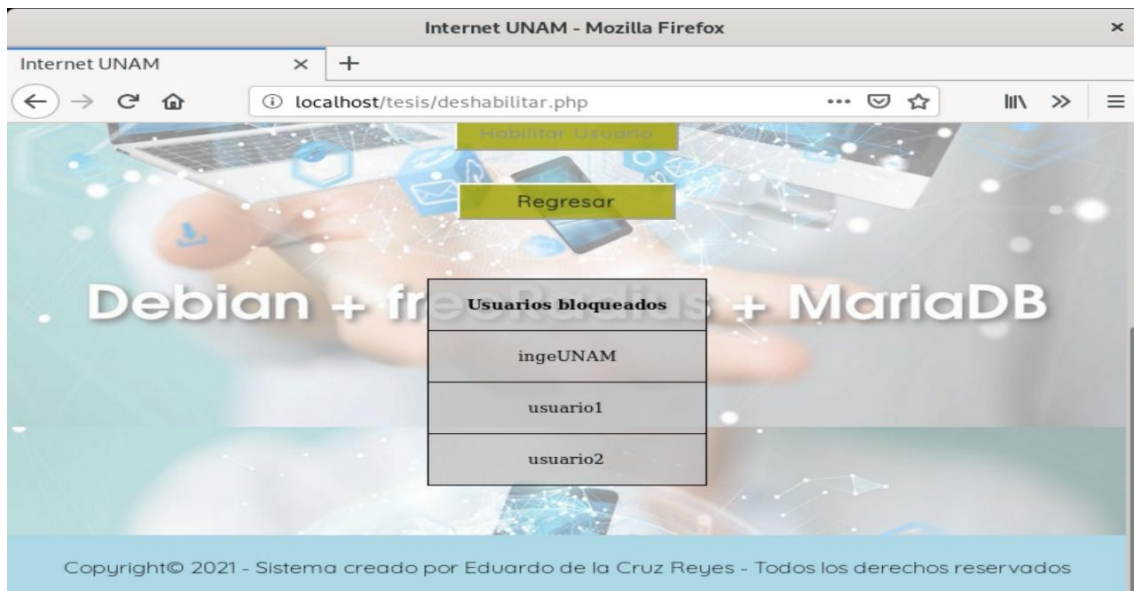 Internet UNAM - Mozilla Firefox
Internet UNAM
localhost/tesis/deshabilitar.php
Habilitar Usuario
Regresar
Debian + freeRadius + MariaDB
Usuarios bloqueados
ingeUNAM
usuario1
usuario2
Copyright© 2021 - Sistema creado por Eduardo de la Cruz Reyes - Todos los derechos reservados